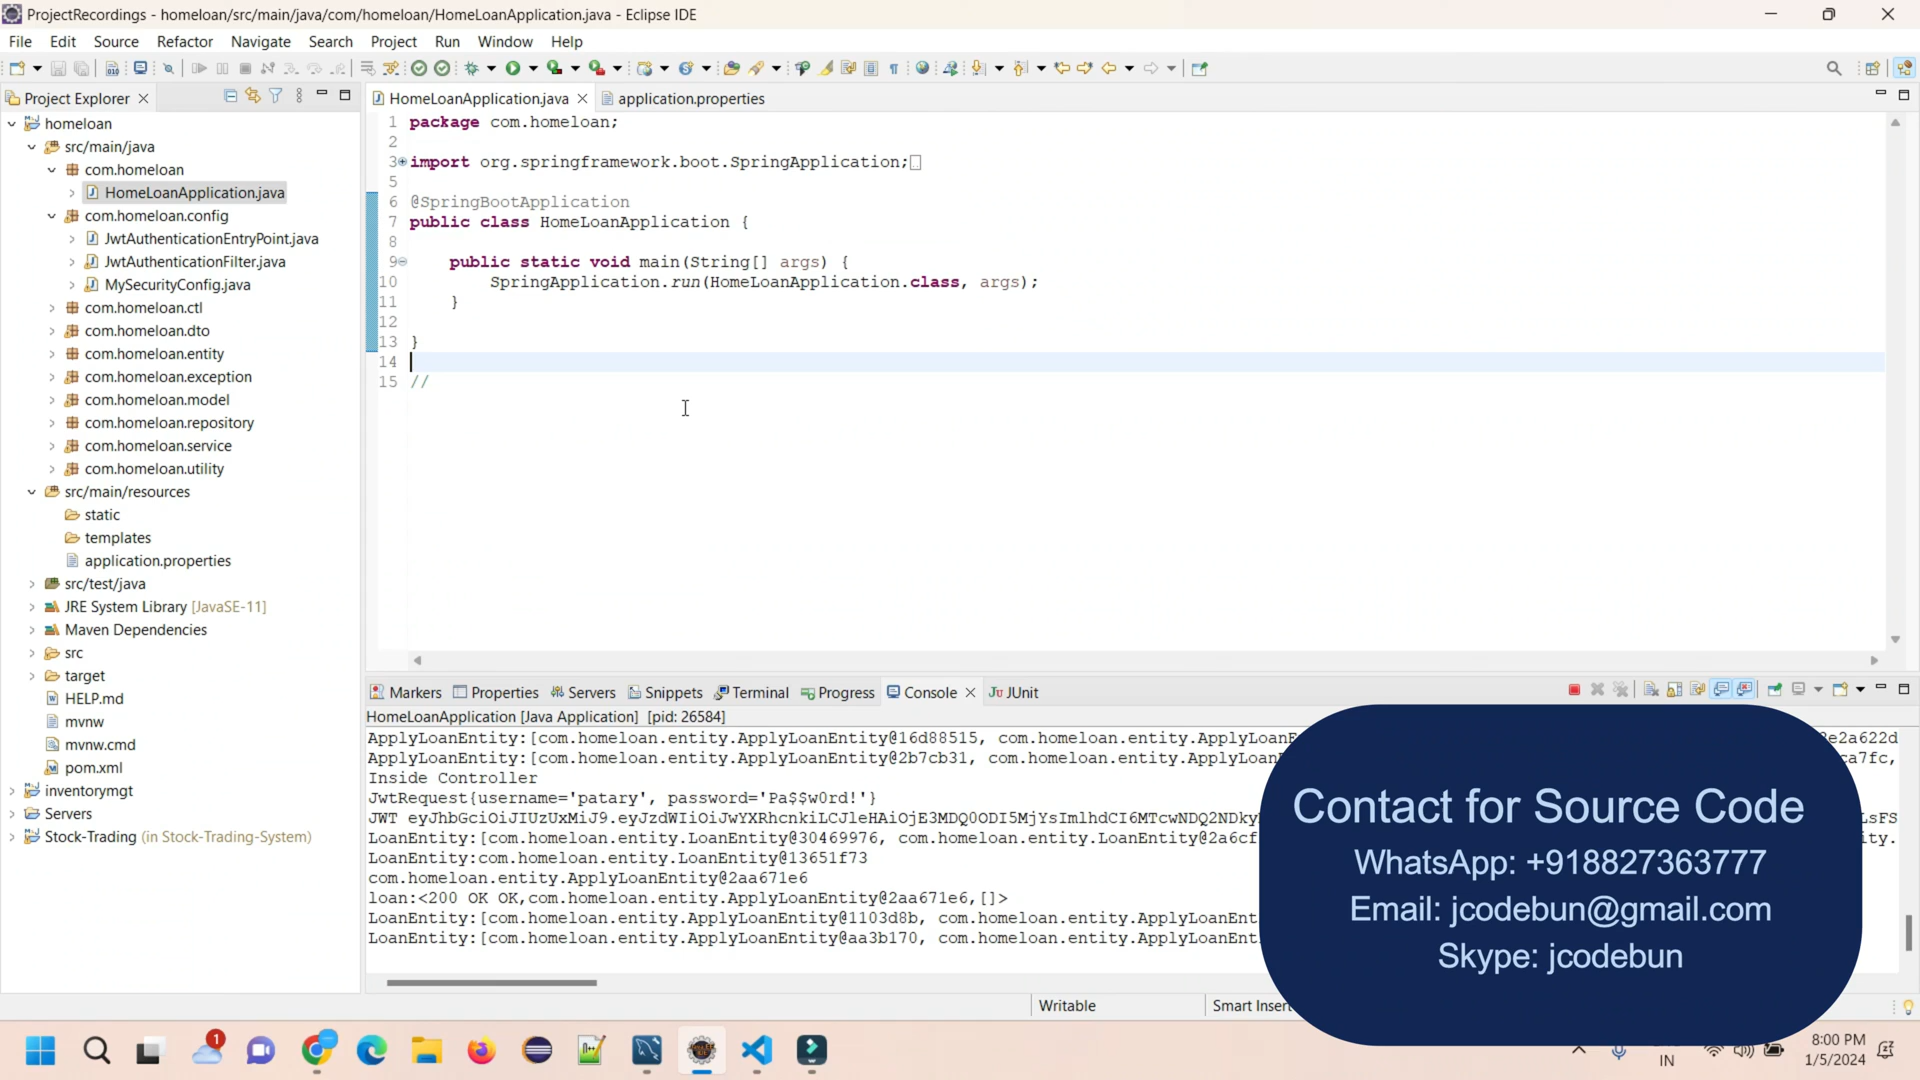 ProjectRecordings - homeloan/src/main/java/com/homeloan/HomeLoanApplication.java - Eclipse IDE
File Edit Source Refactor Navigate Search Project Run Window Help
Project Explorer
homeloan
src/main/java
com.homeloan
HomeLoanApplication.java
com.homeloan.config
JwtAuthenticationEntryPoint.java
JwtAuthenticationFilter.java
MySecurityConfig.java
com.homeloan.ctl
com.homeloan.dto
com.homeloan.entity
com.homeloan.exception
com.homeloan.model
com.homeloan.repository
com.homeloan.service
com.homeloan.utility
src/main/resources
static
templates
application.properties
src/test/java
JRE System Library [JavaSE-11]
Maven Dependencies
src
target
HELP.md
mvnw
mvnw.cmd
pom.xml
inventorymgt
Servers
Stock-Trading (in Stock-Trading-System)
HomeLoanApplication.java application.properties
1 package com.homeloan;
2
3 import org.springframework.boot.SpringApplication;
5
6 @SpringBootApplication
7 public class HomeLoanApplication {
8
9 public static void main(String[] args) {
10 SpringApplication.run(HomeLoanApplication.class, args);
11 }
12
13 }
14
15 //
Markers Properties Servers Snippets Terminal Progress Console JUnit
HomeLoanApplication [Java Application] [pid: 26584]
ApplyLoanEntity:[com.homeloan.entity.ApplyLoanEntity@16d88515, com.homeloan.entity.ApplyLoanE e2a622d
ApplyLoanEntity:[com.homeloan.entity.ApplyLoanEntity@2b7cb31, com.homeloan.entity.ApplyLoan a7fc,
Inside Controller
JwtRequest{username='patary', password='Pa$$w0rd!'}
LoanEntity:[com.homeloan.entity.LoanEntity@30469976, com.homeloan.entity.LoanEntity@2a6cf ity.
LoanEntity:com.homeloan.entity.LoanEntity@13651f73
com.homeloan.entity.ApplyLoanEntity@2aa671e6
loan:<200 OK OK,com.homeloan.entity.ApplyLoanEntity@2aa671e6,[]>
LoanEntity:[com.homeloan.entity.ApplyLoanEntity@1103d8b, com.homeloan.entity.ApplyLoanEnt
LoanEntity:[com.homeloan.entity.ApplyLoanEntity@aa3b170, com.homeloan.entity.ApplyLoanEnti
Contact for Source Code
WhatsApp: +918827363777
Email: jcodebun@gmail.com
Skype: jcodebun
Writable Smart Insert
1
IN
8:00 PM
1/5/2024